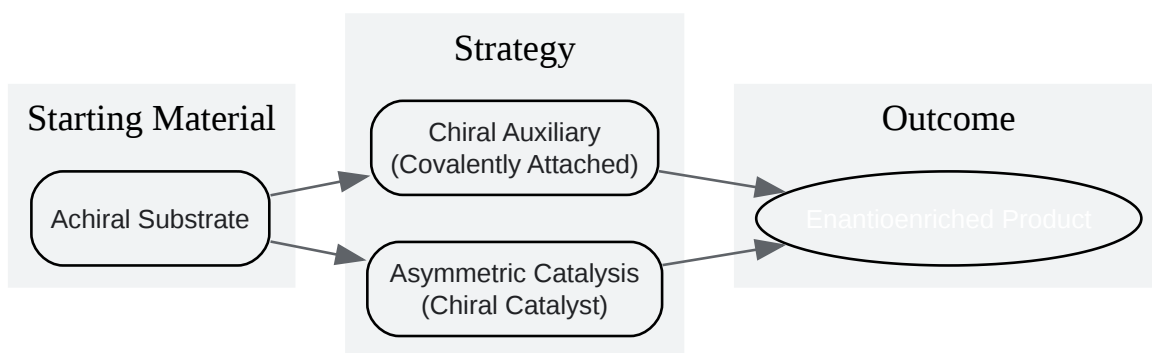 Strategy
Starting Material
Outcome
Chiral Auxiliary
(Covalently Attached)
Achiral Substrate
Enantioenriched Product
Asymmetric Catalysis
(Chiral Catalyst)